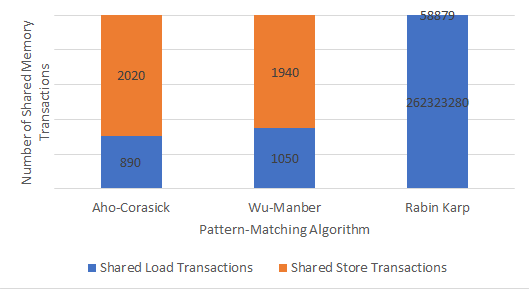 Number of Shared Memory
Transactions
58879
2020
1940
262323280
890
1050
Aho-Corasick
Wu-Manber
Rabin Karp
Pattern-Matching Algorithm
Shared Load Transactions
Shared Store Transactions